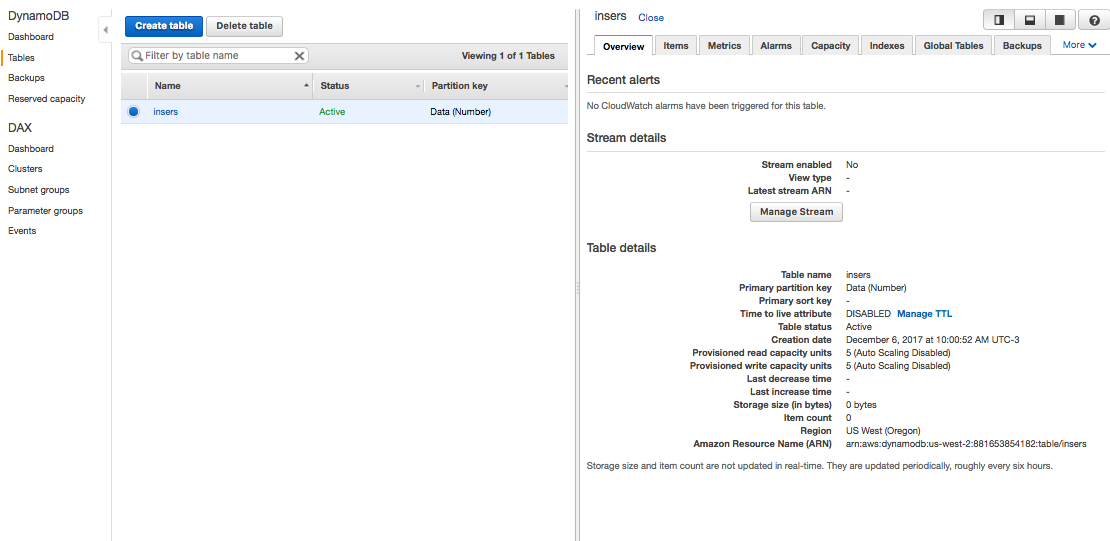 DynamoDB
Dashboard
Tables
Backups
Reserved capacity
DAX
Dashboard
Clusters
Subnet groups
Parameter groups
Events
Create table Delete table
Filter by table name
Viewing 1 of 1 Tables
Name Status Partition key
insers Active Data (Number)
insers Close
Overview Items Metrics Alarms Capacity Indexes Global Tables Backups More
Recent alerts
No CloudWatch alarms have been triggered for this table.
Stream details
Stream enabled No
View type -
Latest stream ARN -
Manage Stream
Table details
Table name insers
Primary partition key Data (Number)
Primary sort key -
Time to live attribute DISABLED Manage TTL
Table status Active
Creation date December 6, 2017 at 10:00:52 AM UTC-3
Provisioned read capacity units 5 (Auto Scaling Disabled)
Provisioned write capacity units 5 (Auto Scaling Disabled)
Last decrease time -
Last increase time -
Storage size (in bytes) 0 bytes
Item count 0
Region US West (Oregon)
Amazon Resource Name (ARN) arn:aws:dynamodb:us-west-2:881653854182:table/insers
Storage size and item count are not updated in real-time. They are updated periodically, roughly every six hours.